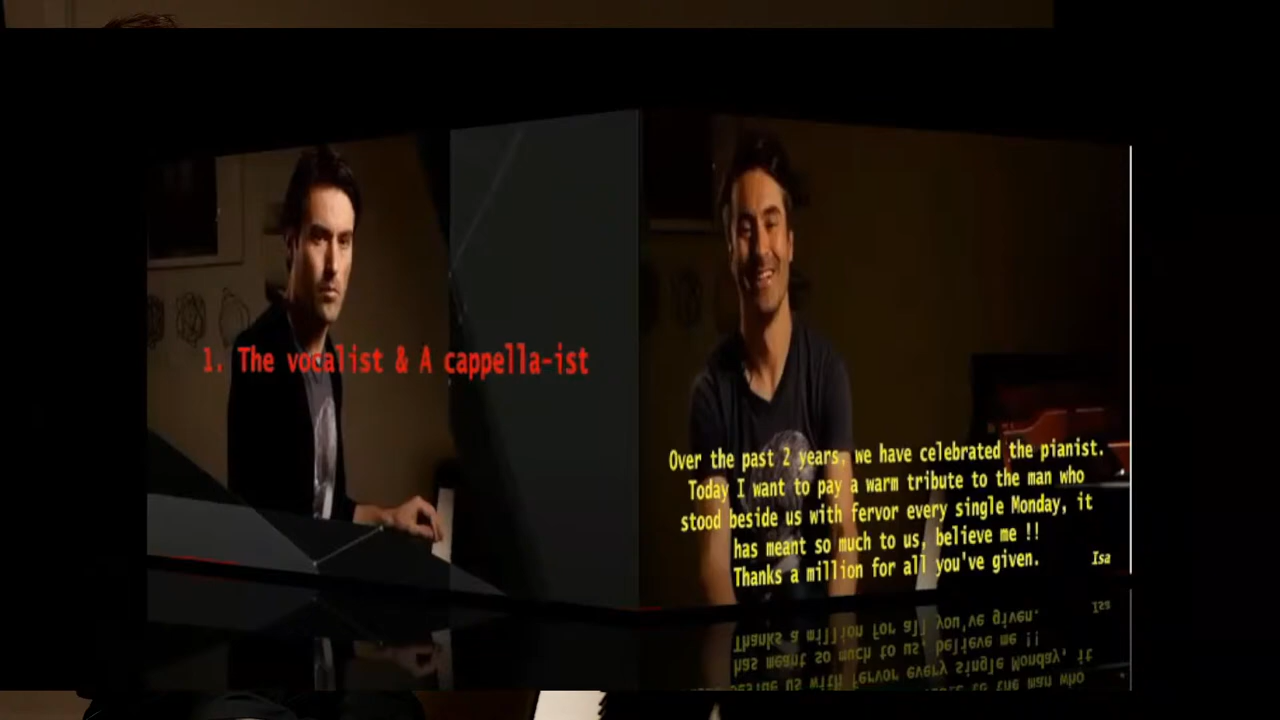 1. The vocalist & A cappella-ist
Over the past 2 years, we have celebrated the pianist.
Today I want to pay a warm tribute to the man who
stood beside us with fervor every single Monday, it
has meant so much to us, believe me !!
Thanks a million for all you've given.
Isa